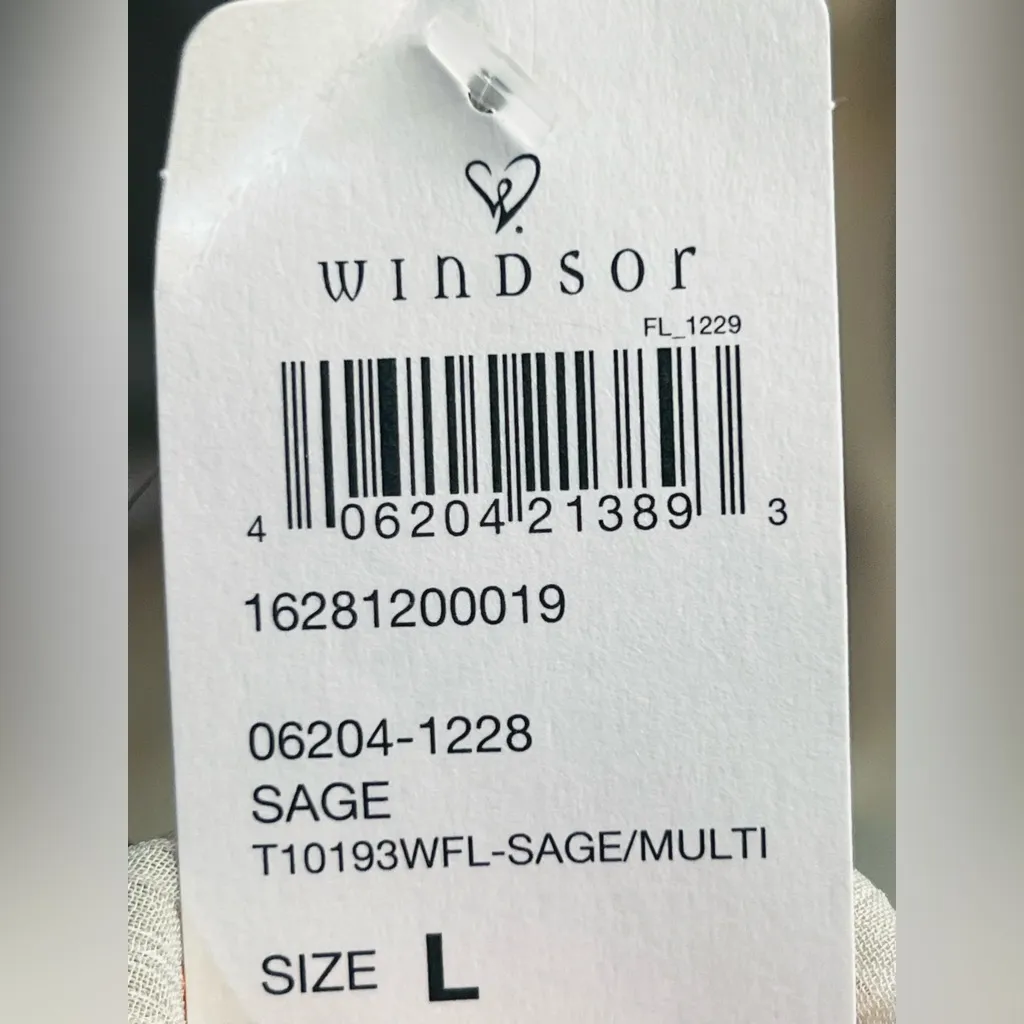 WINDSOR
FL_1229
4 06204 21389 3
16281200019
06204-1228
SAGE
T10193WFL-SAGE/MULTI
SIZE L